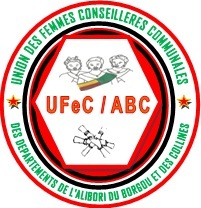 UNION DES FEMMES CONSEILLERES COMMUNALES
UFeC / ABC
DES DEPARTEMENTS DE L'ALIBORI DU BORGOU ET DES COLLINES